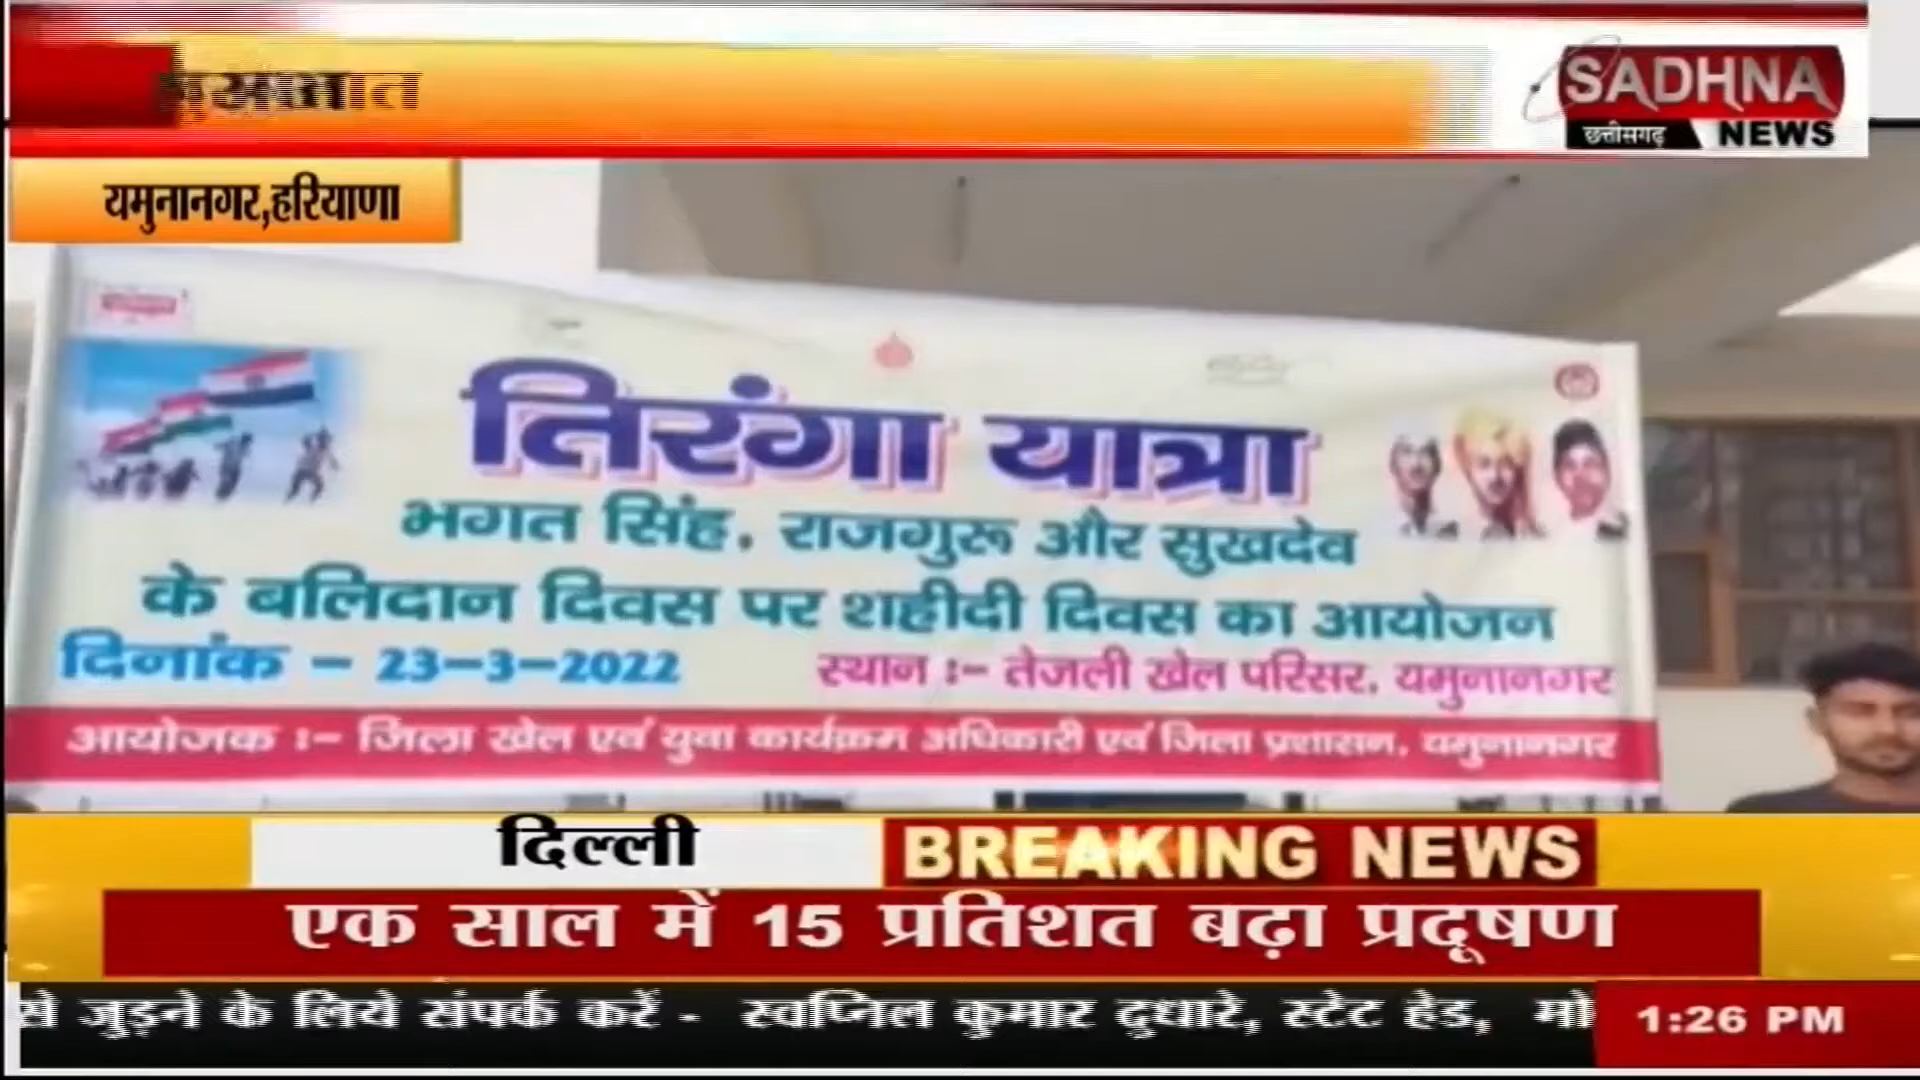 SADHNA
छत्तीसगढ़ NEWS
यमुनानगर,हरियाणा
तिरंगा यात्रा
भगत सिंह, राजगुरू और सुखदेव
के बलिदान दिवस पर शहीदी दिवस का आयोजन
दिनांक - 23-3-2022 स्थान :- तेजली खेल परिसर, यमुनानगर
आयोजक :- जिला खेल एवं युवा कार्यक्रम अधिकारी एवं जिला प्रशासन, यमुनानगर
दिल्ली BREAKING NEWS
एक साल में 15 प्रतिशत बढ़ा प्रदूषण
से जुड़ने के लिये संपर्क करें - स्वप्निल कुमार दुधारे, स्टेट हेड, मो
1:26 PM